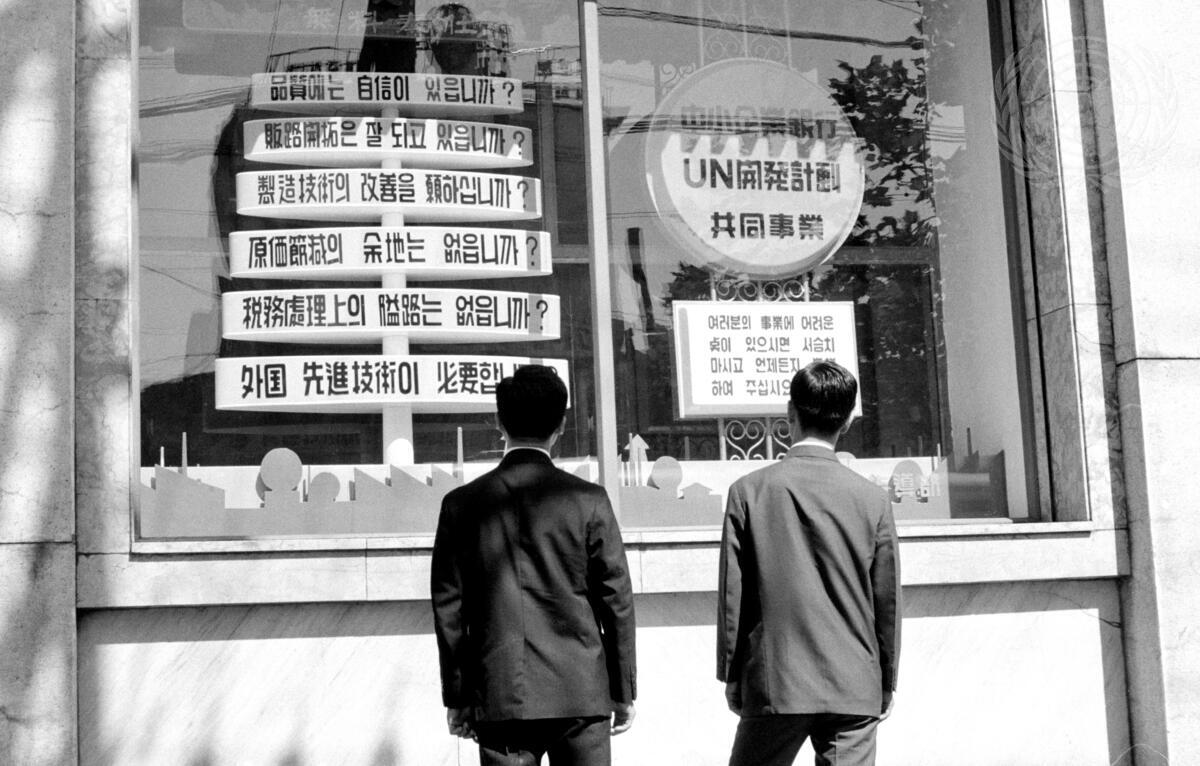 品質에는 自信이 있읍니까?
販路開拓은 잘 되고 있읍니까?
製造技術의 改善을 願하십니까?
原価節減의 余地는 없읍니까?
税務處理上의 隘路는 없읍니까?
外国 先進技術이 必要합
中小企業銀行
UN開発計劃
共同事業
여러분의 事業에 어려운
点이 있으시면 서슴치
마시고 언제든지
하여 주십시오